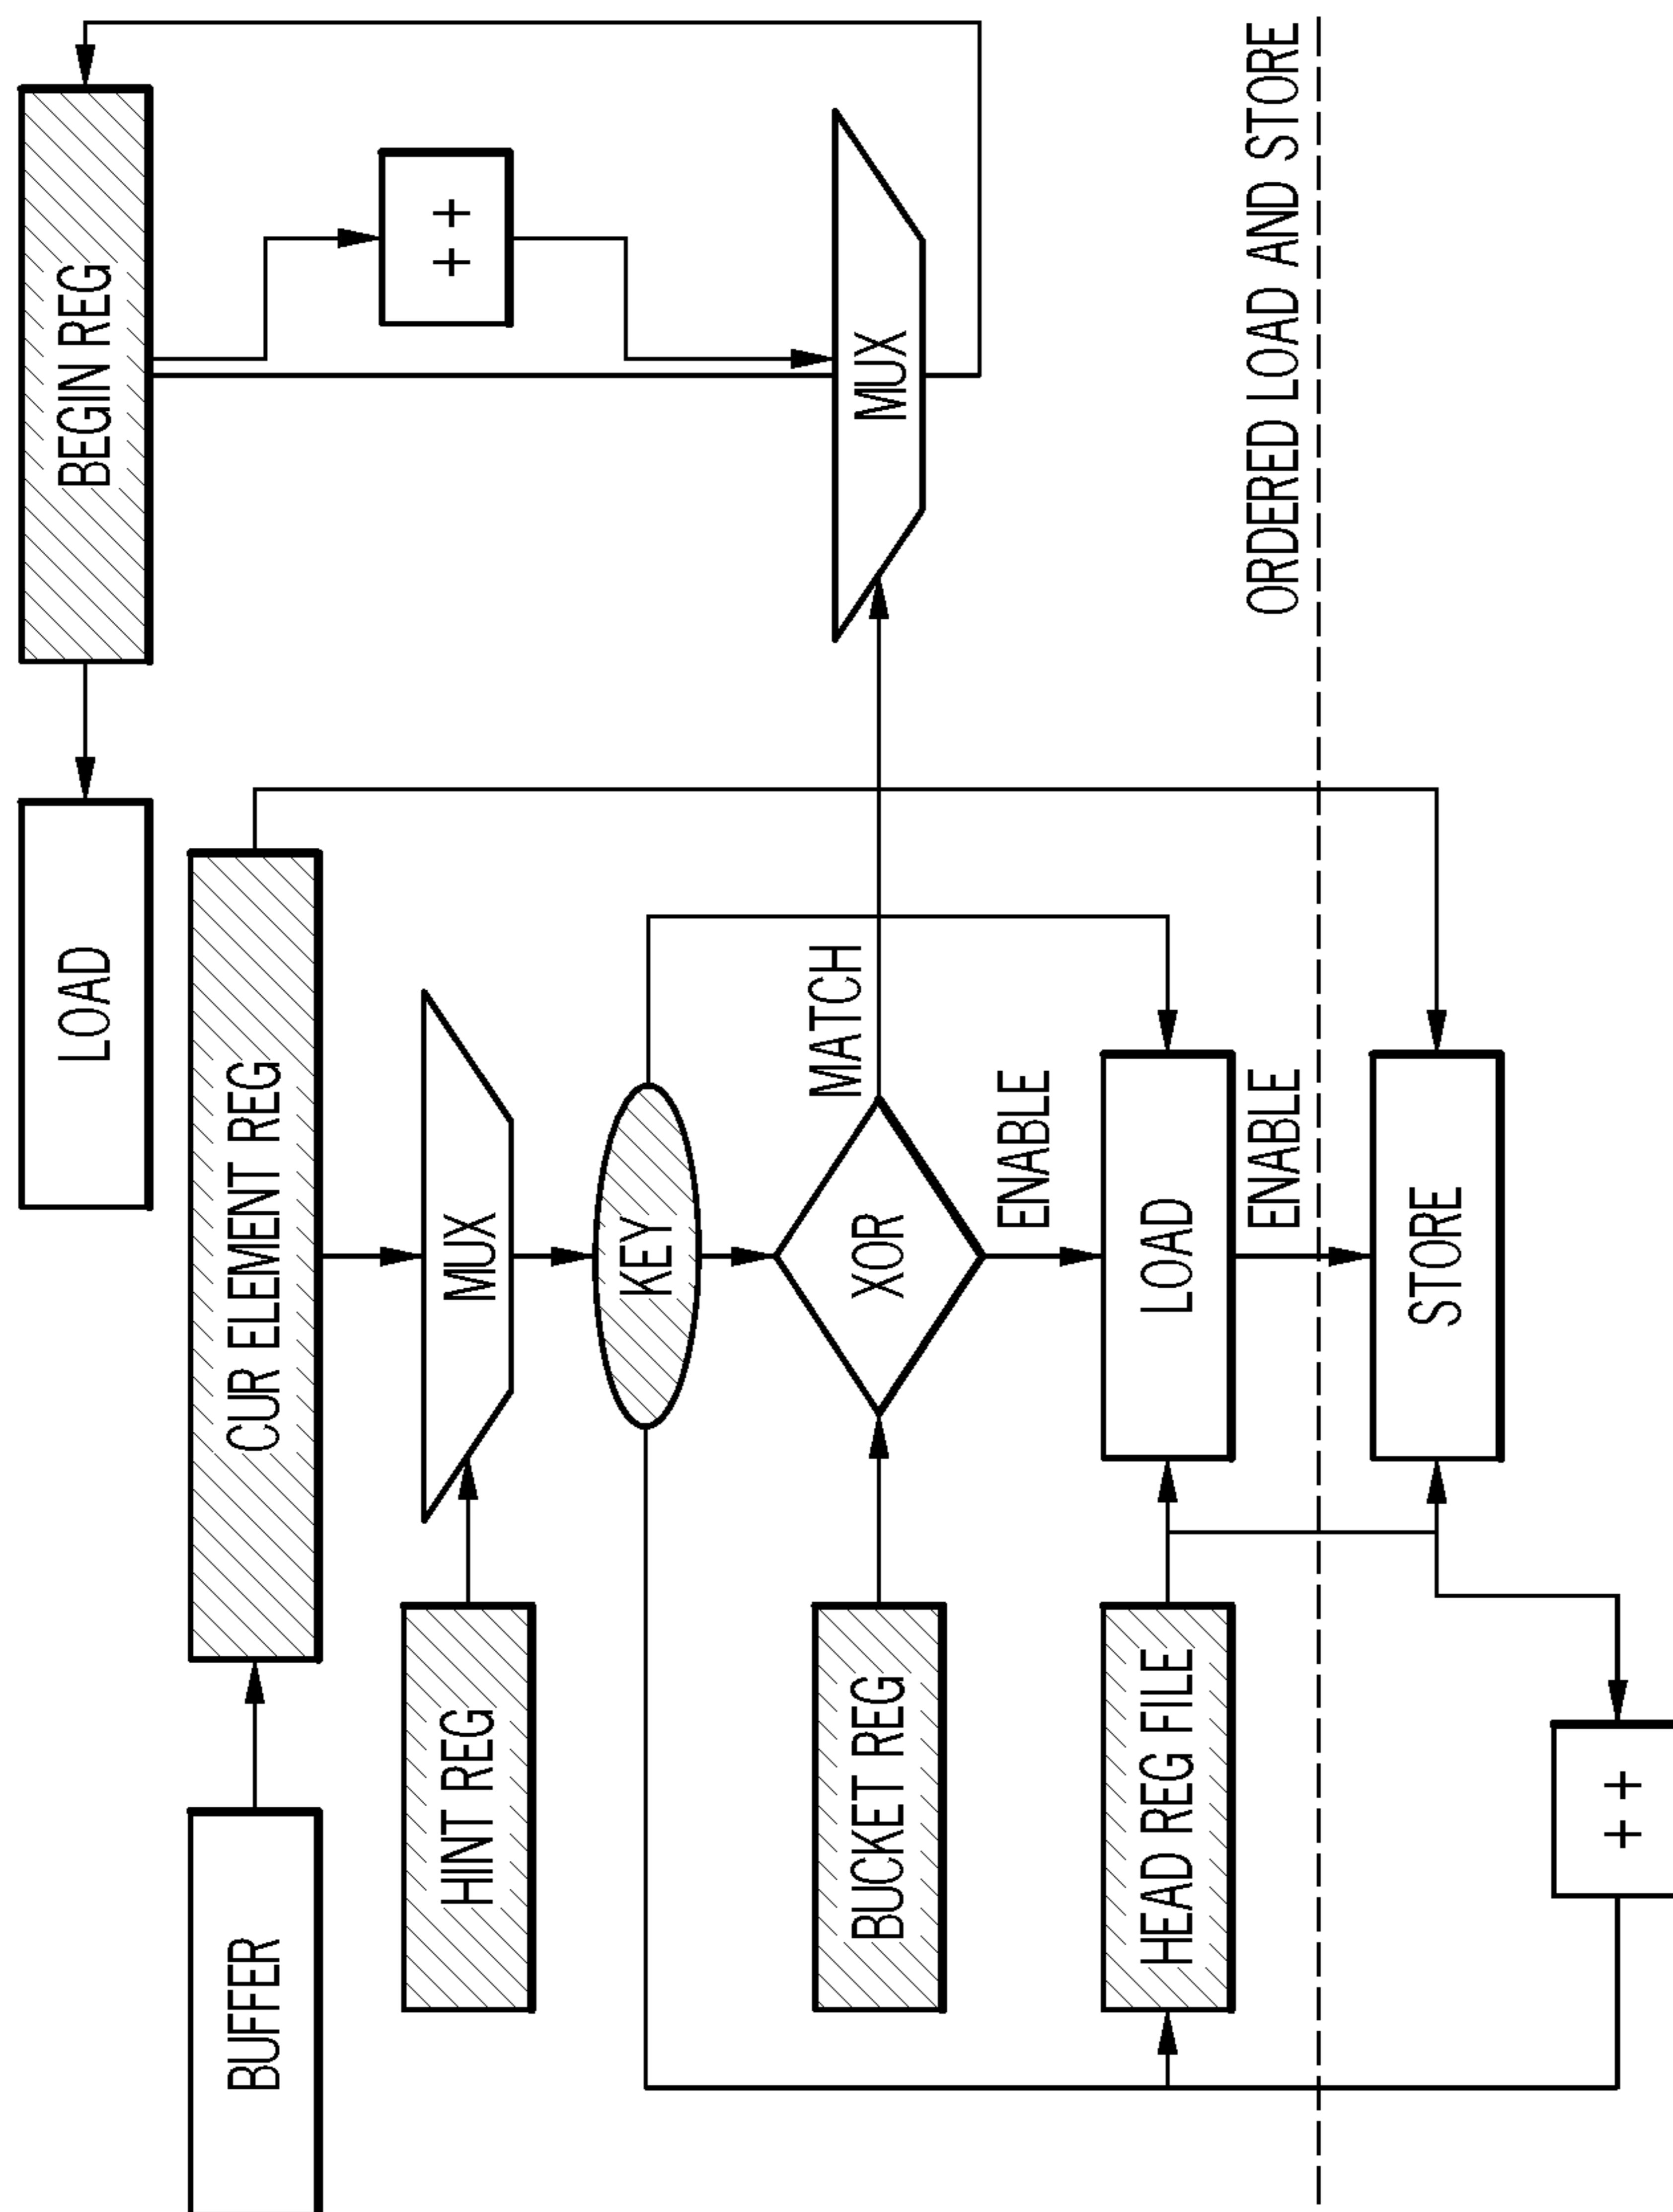 BUFFER
CUR ELEMENT REG
LOAD
BEGIN REG
HINT REG
MUX
++
KEY
BUCKET REG
XOR
MATCH
MUX
HEAD REG FILE
LOAD
ENABLE
ENABLE
ORDERED LOAD AND STORE
STORE
++